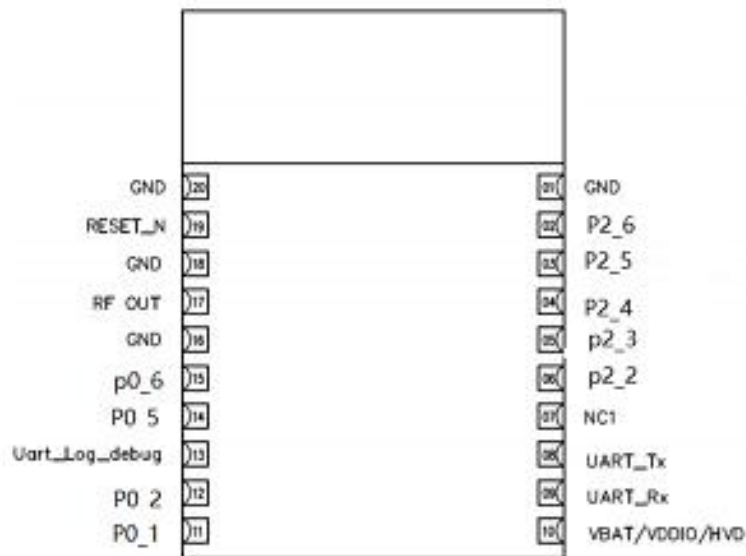 GND 20 01 GND
RESET_N 19 02 P2_6
GND 18 03 P2_5
RF OUT 17 04 P2_4
GND 16 05 p2_3
p0_6 15 06 p2_2
P0 5 14 07 NC1
Uart_Log_debug 13 08 UART_Tx
P0 2 12 09 UART_Rx
P0_1 11 10 VBAT/VDDIO/HVD